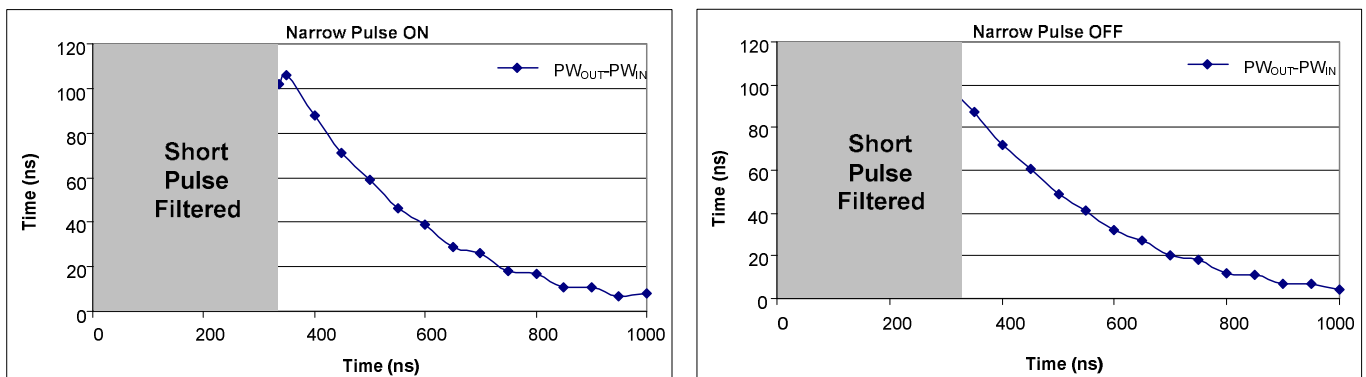 Narrow Pulse ON
120
100
80
60
40
20
0
Time (ns)
Short
Pulse
Filtered
PWOUT-PWIN
0
200
400
600
800
1000
Time (ns)
Narrow Pulse OFF
120
100
80
60
40
20
0
Time (ns)
Short
Pulse
Filtered
PWOUT-PWIN
0
200
400
600
800
1000
Time (ns)